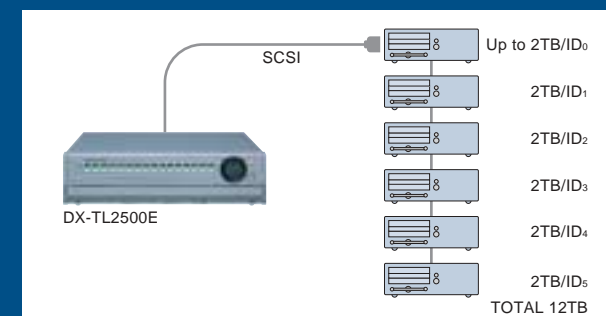 SCSI
Up to 2TB/ID₀
2TB/ID₁
2TB/ID₂
2TB/ID₃
2TB/ID₄
2TB/ID₅
TOTAL 12TB
DX-TL2500E